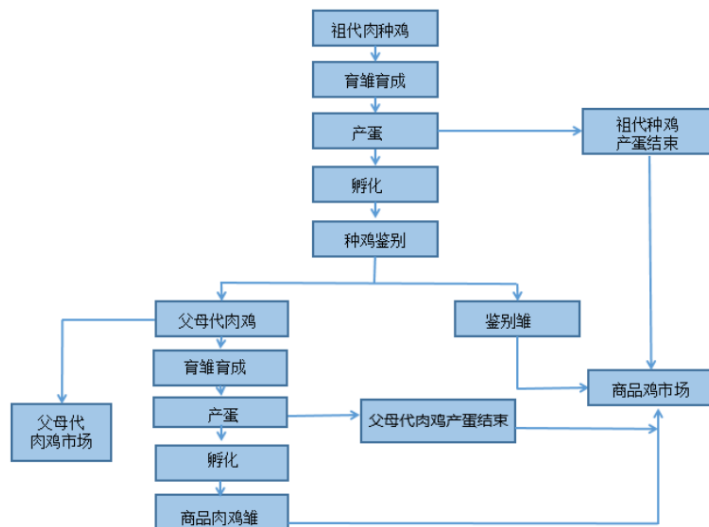 祖代肉种鸡
育雏育成
产蛋
祖代种鸡
产蛋结束
孵化
种鸡鉴别
父母代肉鸡
鉴别雏
育雏育成
商品鸡市场
父母代
肉鸡市场
产蛋
父母代肉鸡产蛋结束
孵化
商品肉鸡雏